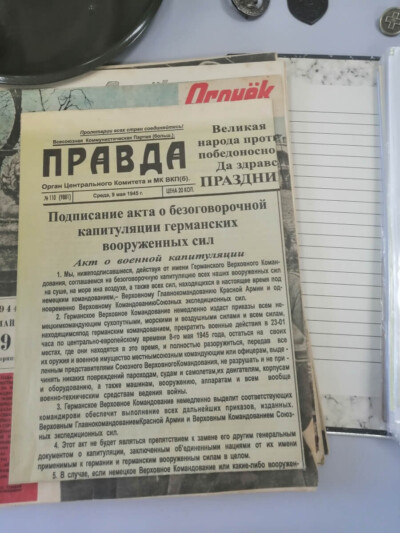 Огонёк
Пролетарии всех стран соединяйтесь!
Всесоюзная Коммунистическая Партия (больш.).
ПРАВДА
Орган Центрального Комитета и МК ВКП(б).
Среда, 9 мая 1945 г.
ЦЕНА 20 КОП.
Великая
народа проти
победоносно
Да здравс
ПРАЗДНИ
Подписание акта о безоговорочной
капитуляции германских
вооруженных сил
Акт о военной капитуляции
1. Мы, нижеподписавшиеся, действуя от имени Германского Верховного Коман-
дования, соглашаемся на безоговорочную капитуляцию всех наших вооруженных сил
на суше, на море и в воздухе, а также всех сил, находящихся в настоящее время под
немецким командованием,– Верховному Главнокомандованию Красной Армии и од-
новременно Верховному Командованию Союзных экспедиционных сил.
2. Германское Верховное Командование немедленно издаст приказы всем не-
мецким командующим сухопутными, морскими и воздушными силами и всем силам,
находящимся под германским командованием, прекратить военные действия в 23-01
часа по центрально-европейскому времени 8-го мая 1945 года, остаться на своих
местах, где они находятся в это время, и полностью разоружиться, передав все
их оружие и военное имущество местным союзным командующим или офицерам, выде-
ленным представителями Союзного Верховного Командования, не разрушать и не при-
чинять никаких повреждений пароходам, судам и самолетам, их двигателям, корпусам
и оборудованию, а также машинам, вооружению, аппаратам и всем вообще
военно-техническим средствам ведения войны.
3. Германское Верховное Командование немедленно выделит соответствующих
командиров и обеспечит выполнение всех дальнейших приказов, изданных
Верховным Главнокомандованием Красной Армии и Верховным Командованием Союз-
ных экспедиционных сил.
4. Этот акт не будет являться препятствием к замене его другим генеральным
документом о капитуляции, заключенным объединенными нациями от их имени
применимым к германии и германским вооруженным силам в целом.
5. В случае, если немецкое Верховное Командование или какие-либо вооружен-